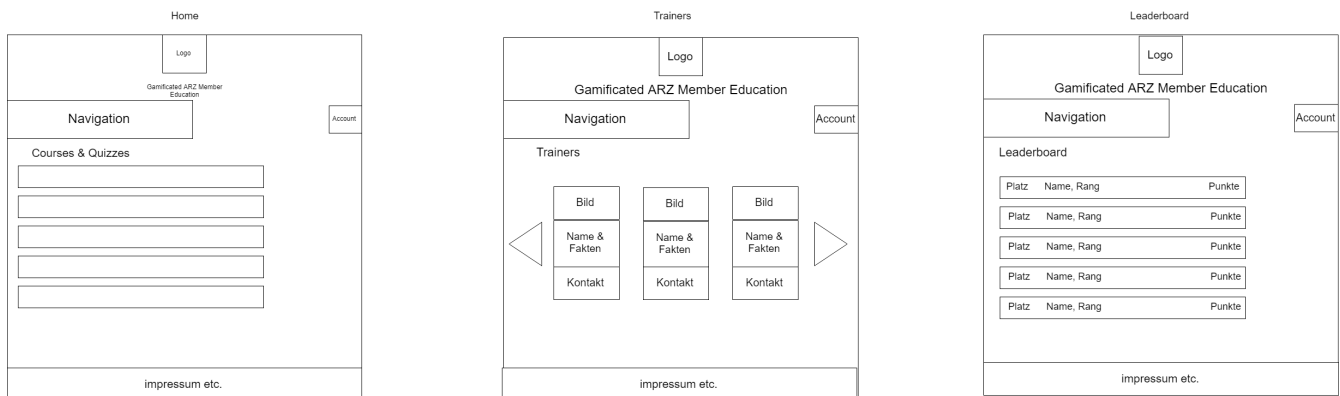 Home
Logo
Gamificated ARZ Member
Education
Navigation
Account
Courses & Quizzes
impressum etc.
Trainers
Logo
Gamificated ARZ Member Education
Navigation
Account
Trainers
Bild
Bild
Bild
Name &
Fakten
Name &
Fakten
Name &
Fakten
Kontakt
Kontakt
Kontakt
impressum etc.
Leaderboard
Logo
Gamificated ARZ Member Education
Navigation
Account
Leaderboard
Platz Name, Rang Punkte
Platz Name, Rang Punkte
Platz Name, Rang Punkte
Platz Name, Rang Punkte
Platz Name, Rang Punkte
impressum etc.